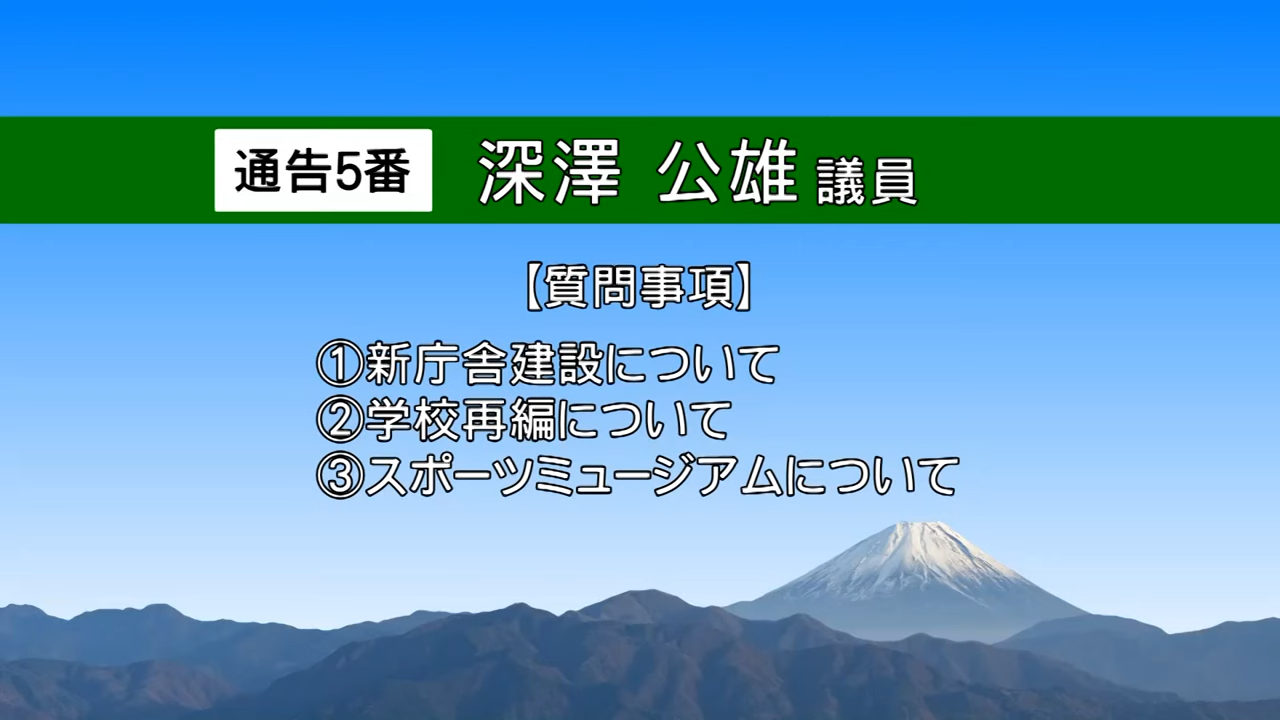 通告5番 深澤 公雄 議員
【質問事項】
①新庁舎建設について
②学校再編について
③スポーツミュージアムについて